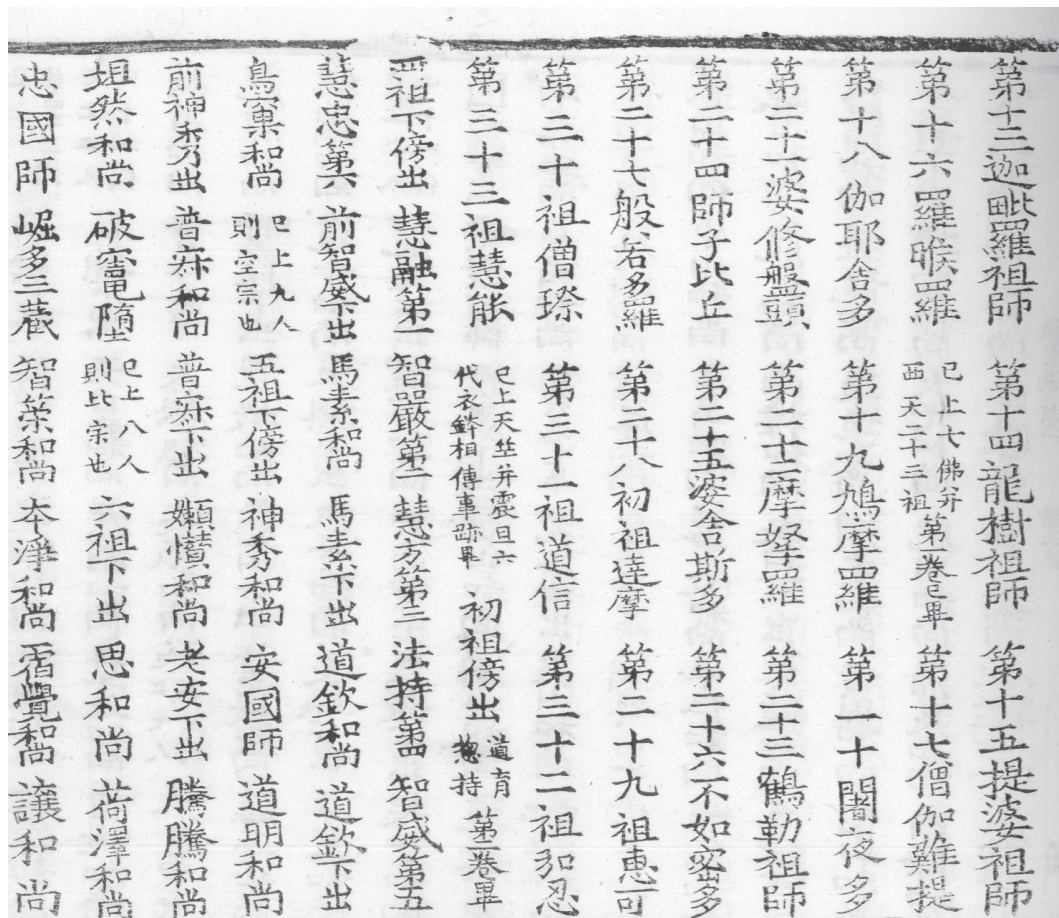 第十三迦毗羅祖師 第十四龍樹祖師 第十五提婆祖師
第十六羅睺羅 已上七佛并西天二十三祖 第一卷已畢 第十七僧伽難提
第十八伽耶舍多 第十九鳩摩羅 第二十闍夜多
第二十一婆修盤頭 第二十二摩拏羅 第二十三鶴勒祖師
第二十四師子比丘 第二十五婆舍斯多 第二十六不如密多
第二十七般若多羅 第二十八初祖達摩 第二十九祖惠可
第三十祖僧璨 第三十一祖道信 第三十二祖弘忍
第三十三祖慧能 已上天竺并震旦六代衣鉢相傳事跡畢 初祖傍出 道育 揔持 第二卷畢
四祖下傍出 慧融第一 智嚴第二 慧方第三 法持第四 智威第五
慧忠第六 前智威下出 馬素和尚 馬素下出 道欽和尚 道欽下出
鳥窠和尚 已上九人則空宗也 五祖下傍出 神秀和尚 安國師 道明和尚
前神秀出 普寂和尚 普寂下出 嬾懶和尚 老安下出 騰騰和尚
坦然和尚 破竈墮 已上八人則北宗也 六祖下出 思和尚 荷澤和尚
忠國師 崛多三藏 智策和尚 本淨和尚 宿覺和尚 讓和尚